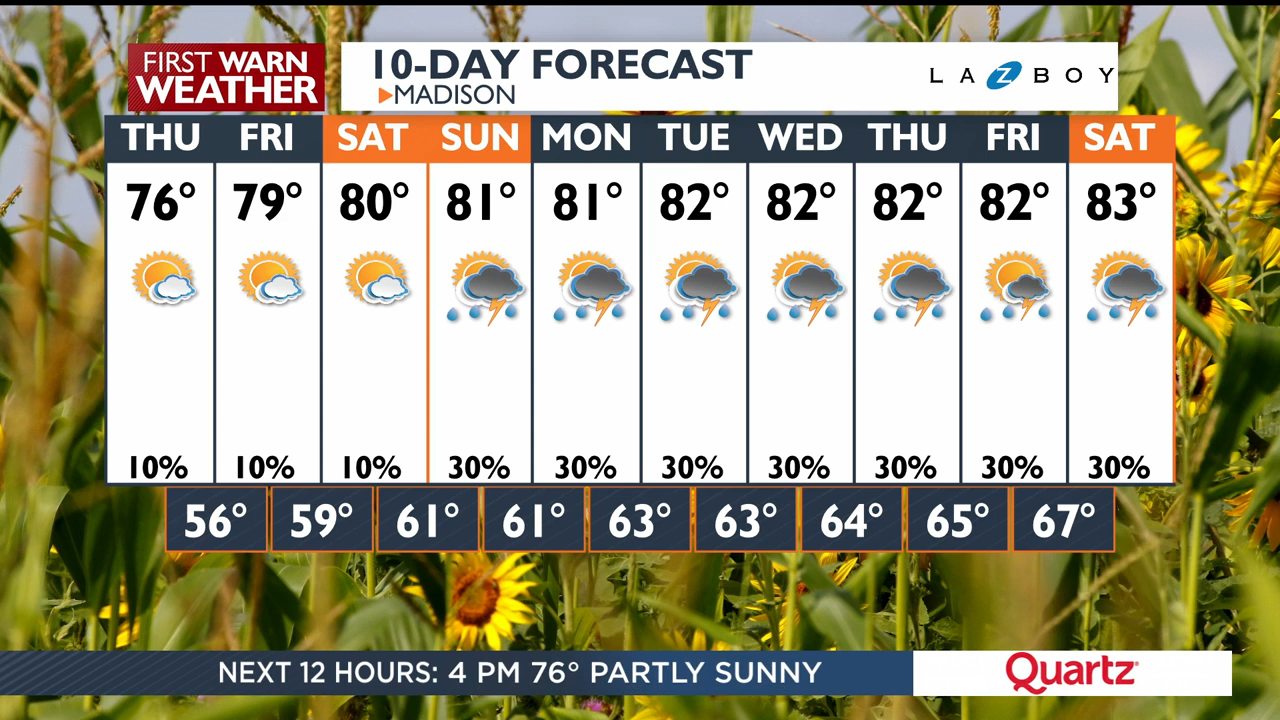 FIRST WARN
WEATHER
10-DAY FORECAST
MADISON
LA Z BOY
THU FRI SAT SUN MON TUE WED THU FRI SAT
76° 79° 80° 81° 81° 82° 82° 82° 82° 83°
10% 10% 10% 30% 30% 30% 30% 30% 30% 30%
56° 59° 61° 61° 63° 63° 64° 65° 67°
NEXT 12 HOURS: 4 PM 76° PARTLY SUNNY
Quartz